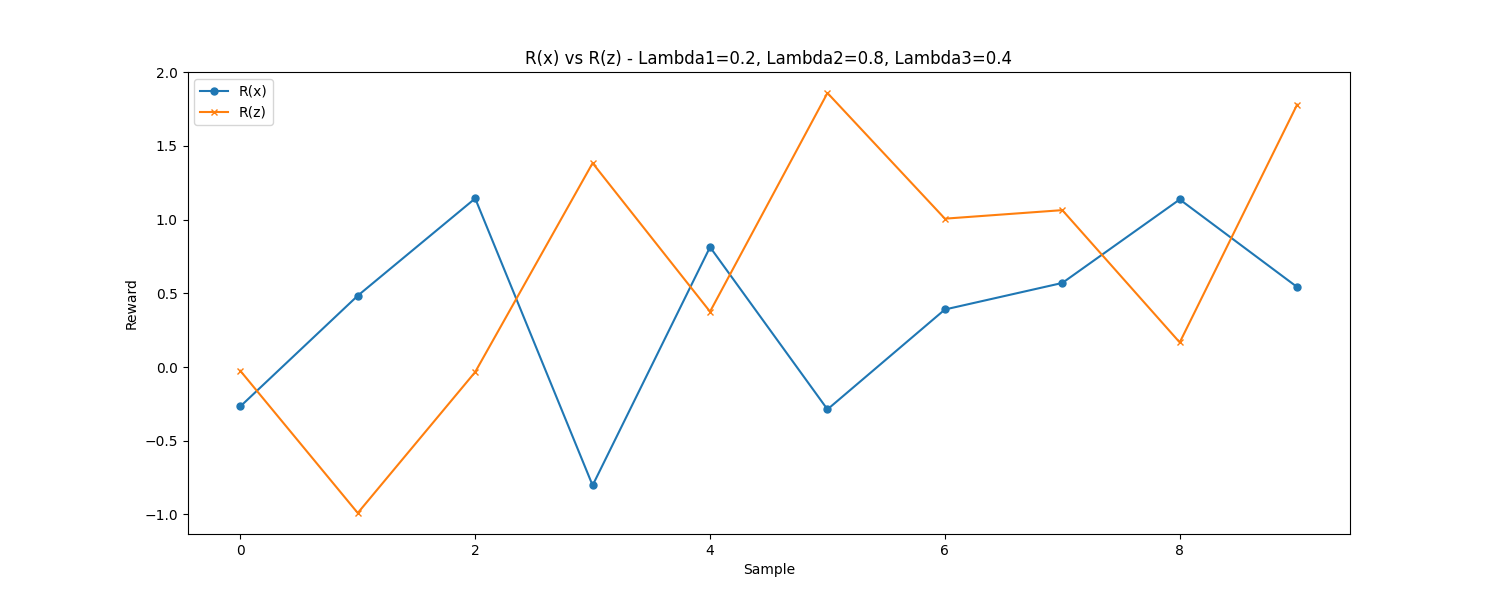 R(x) vs R(z) - Lambda1=0.2, Lambda2=0.8, Lambda3=0.4
R(x)
R(z)
2.0
1.5
1.0
0.5
0.0
−0.5
−1.0
Reward
0 2 4 6 8
Sample